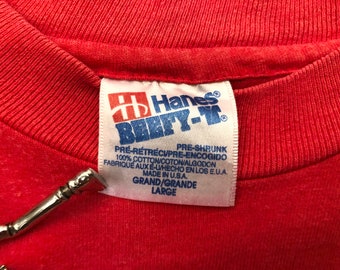 H Hanes®
BEEFY-T®
PRE-SHRUNK
PRÉ-RÉTRÉCI/PRE-ENCOGIDO
100% COTTON/COTON/ALGODON
FABRIQUE AUX É.-U./HECHO EN LOS E.U.A.
MADE IN U.S.A.
GRAND/GRANDE
LARGE